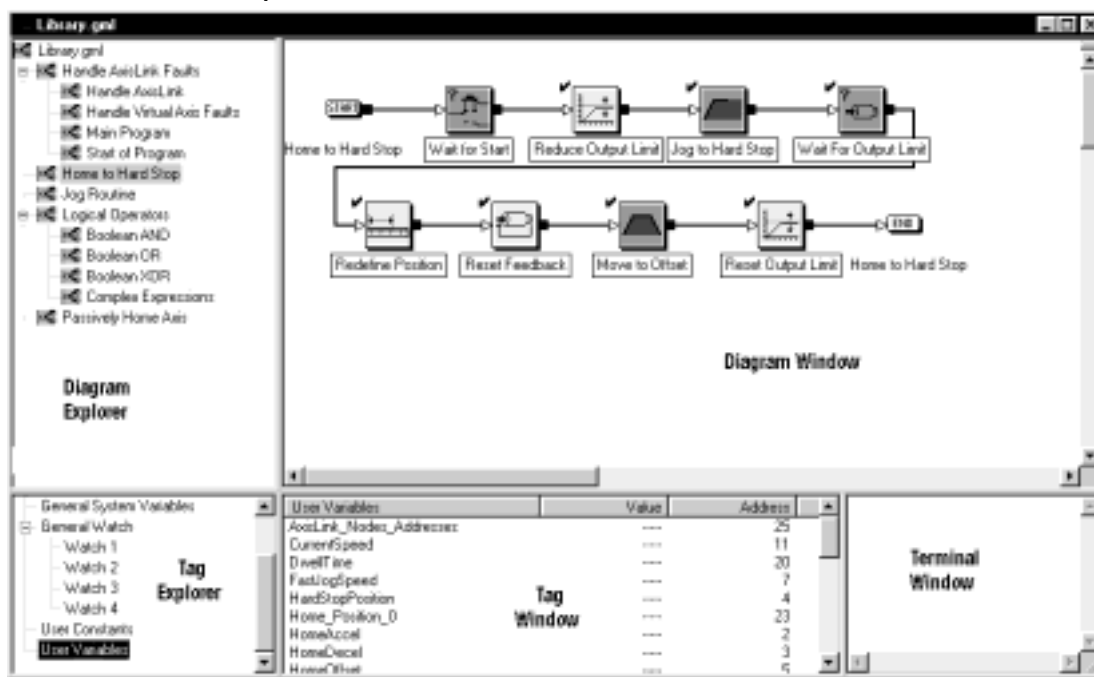 Library.gml
Library.gml
Handle AxisLink Faults
Handle AxisLink
Handle Virtual Axis Faults
Main Program
Start of Program
Home to Hard Stop
Jog Routine
Logical Operators
Boolean AND
Boolean OR
Boolean XOR
Complex Expressions
Passively Home Axis
Diagram
Explorer
START
Home to Hard Stop
Wait for Start
Reduce Output Limit
Jog to Hard Stop
Wait For Output Limit
Redefine Position
Reset Feedback
Move to Offset
Reset Output Limit
END
Home to Hard Stop
Diagram Window
General System Variables
General Watch
Watch 1
Watch 2
Watch 3
Watch 4
User Constants
User Variables
Tag
Explorer
User Variables Value Address
AxisLink_Nodes_Addresses ---- 25
CurrentSpeed ---- 11
DwellTime ---- 20
FastJogSpeed ---- 7
HardStopPosition ---- 4
Home_Position_0 ---- 23
HomeAccel ---- 2
HomeDecel ---- 3
HomeOffset ---- 5
Tag
Window
Terminal
Window